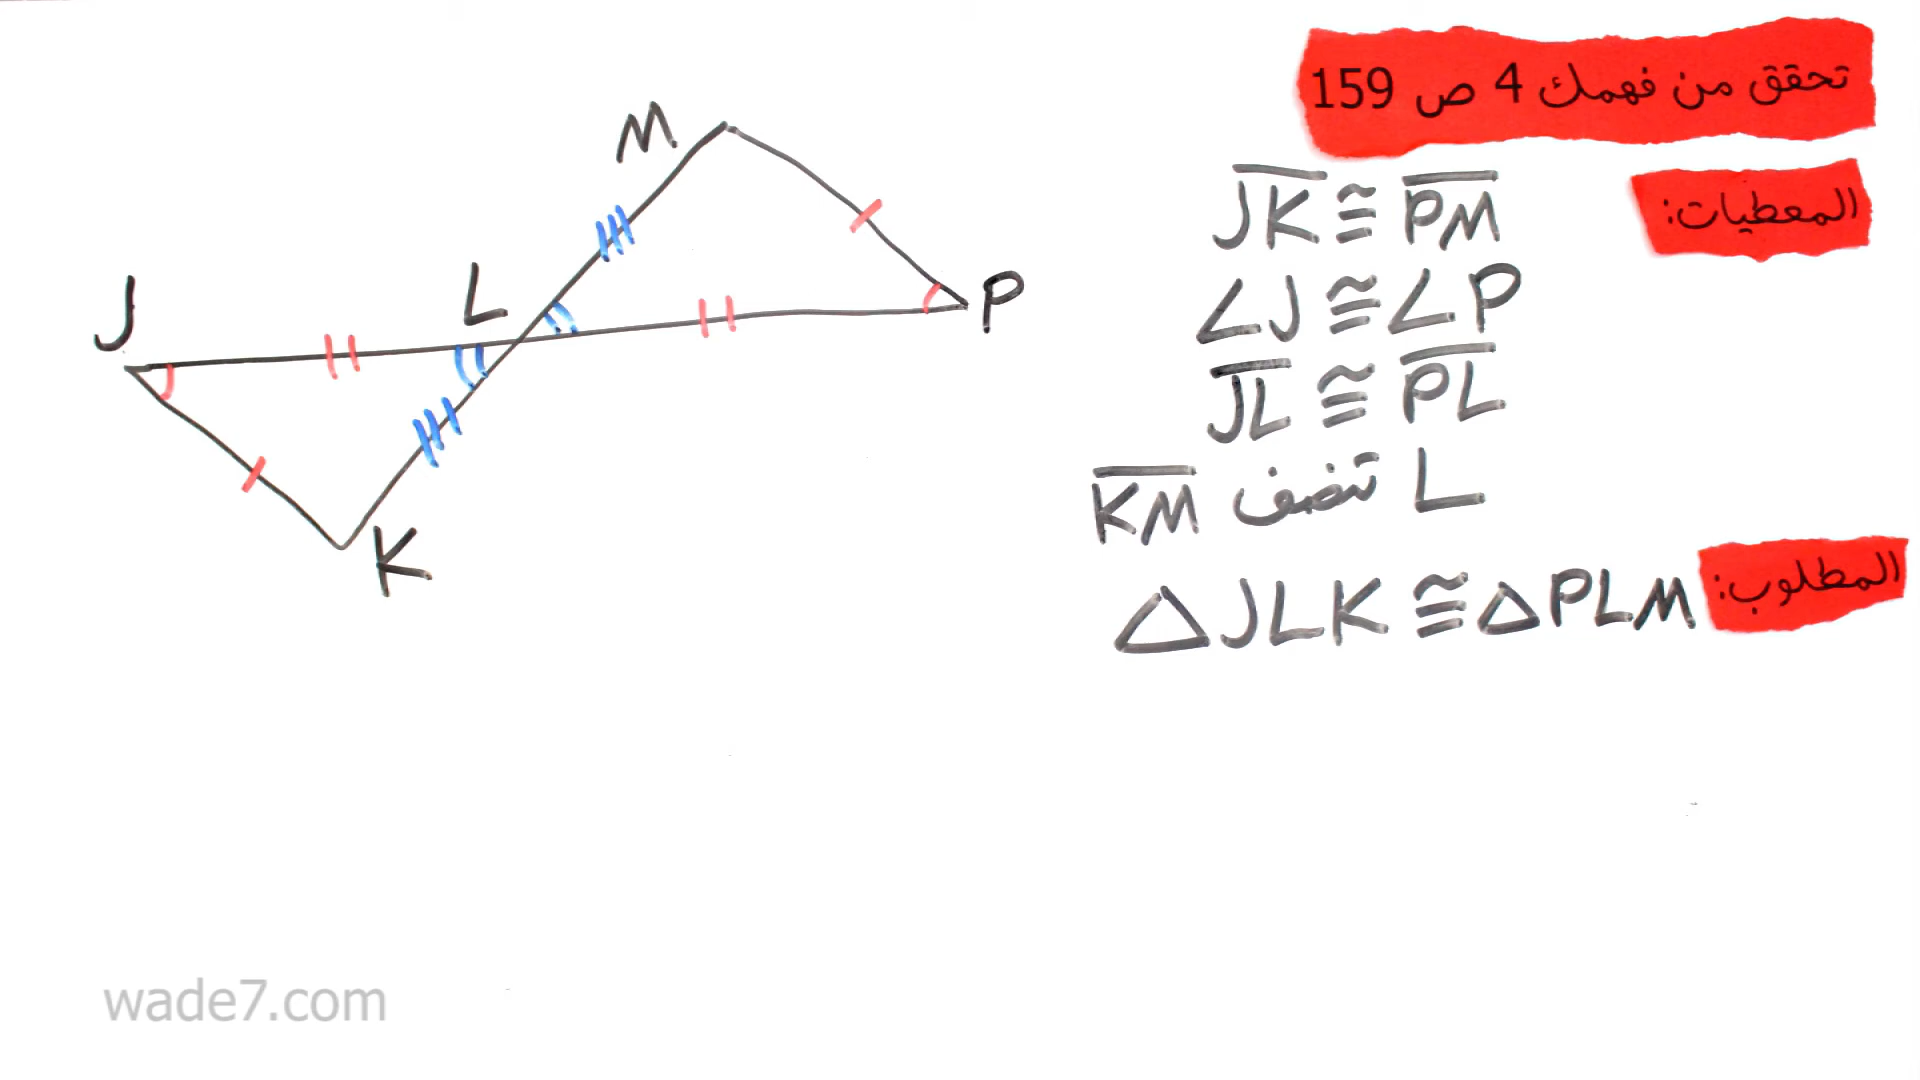 تحقق من فهمك 4 ص 159
المعطيات:
JK ≅ PM
∠J ≅ ∠P
JL ≅ PL
L تنصف KM
المطلوب:
△JLK ≅ △PLM
M
L
J
P
K
wade7.com